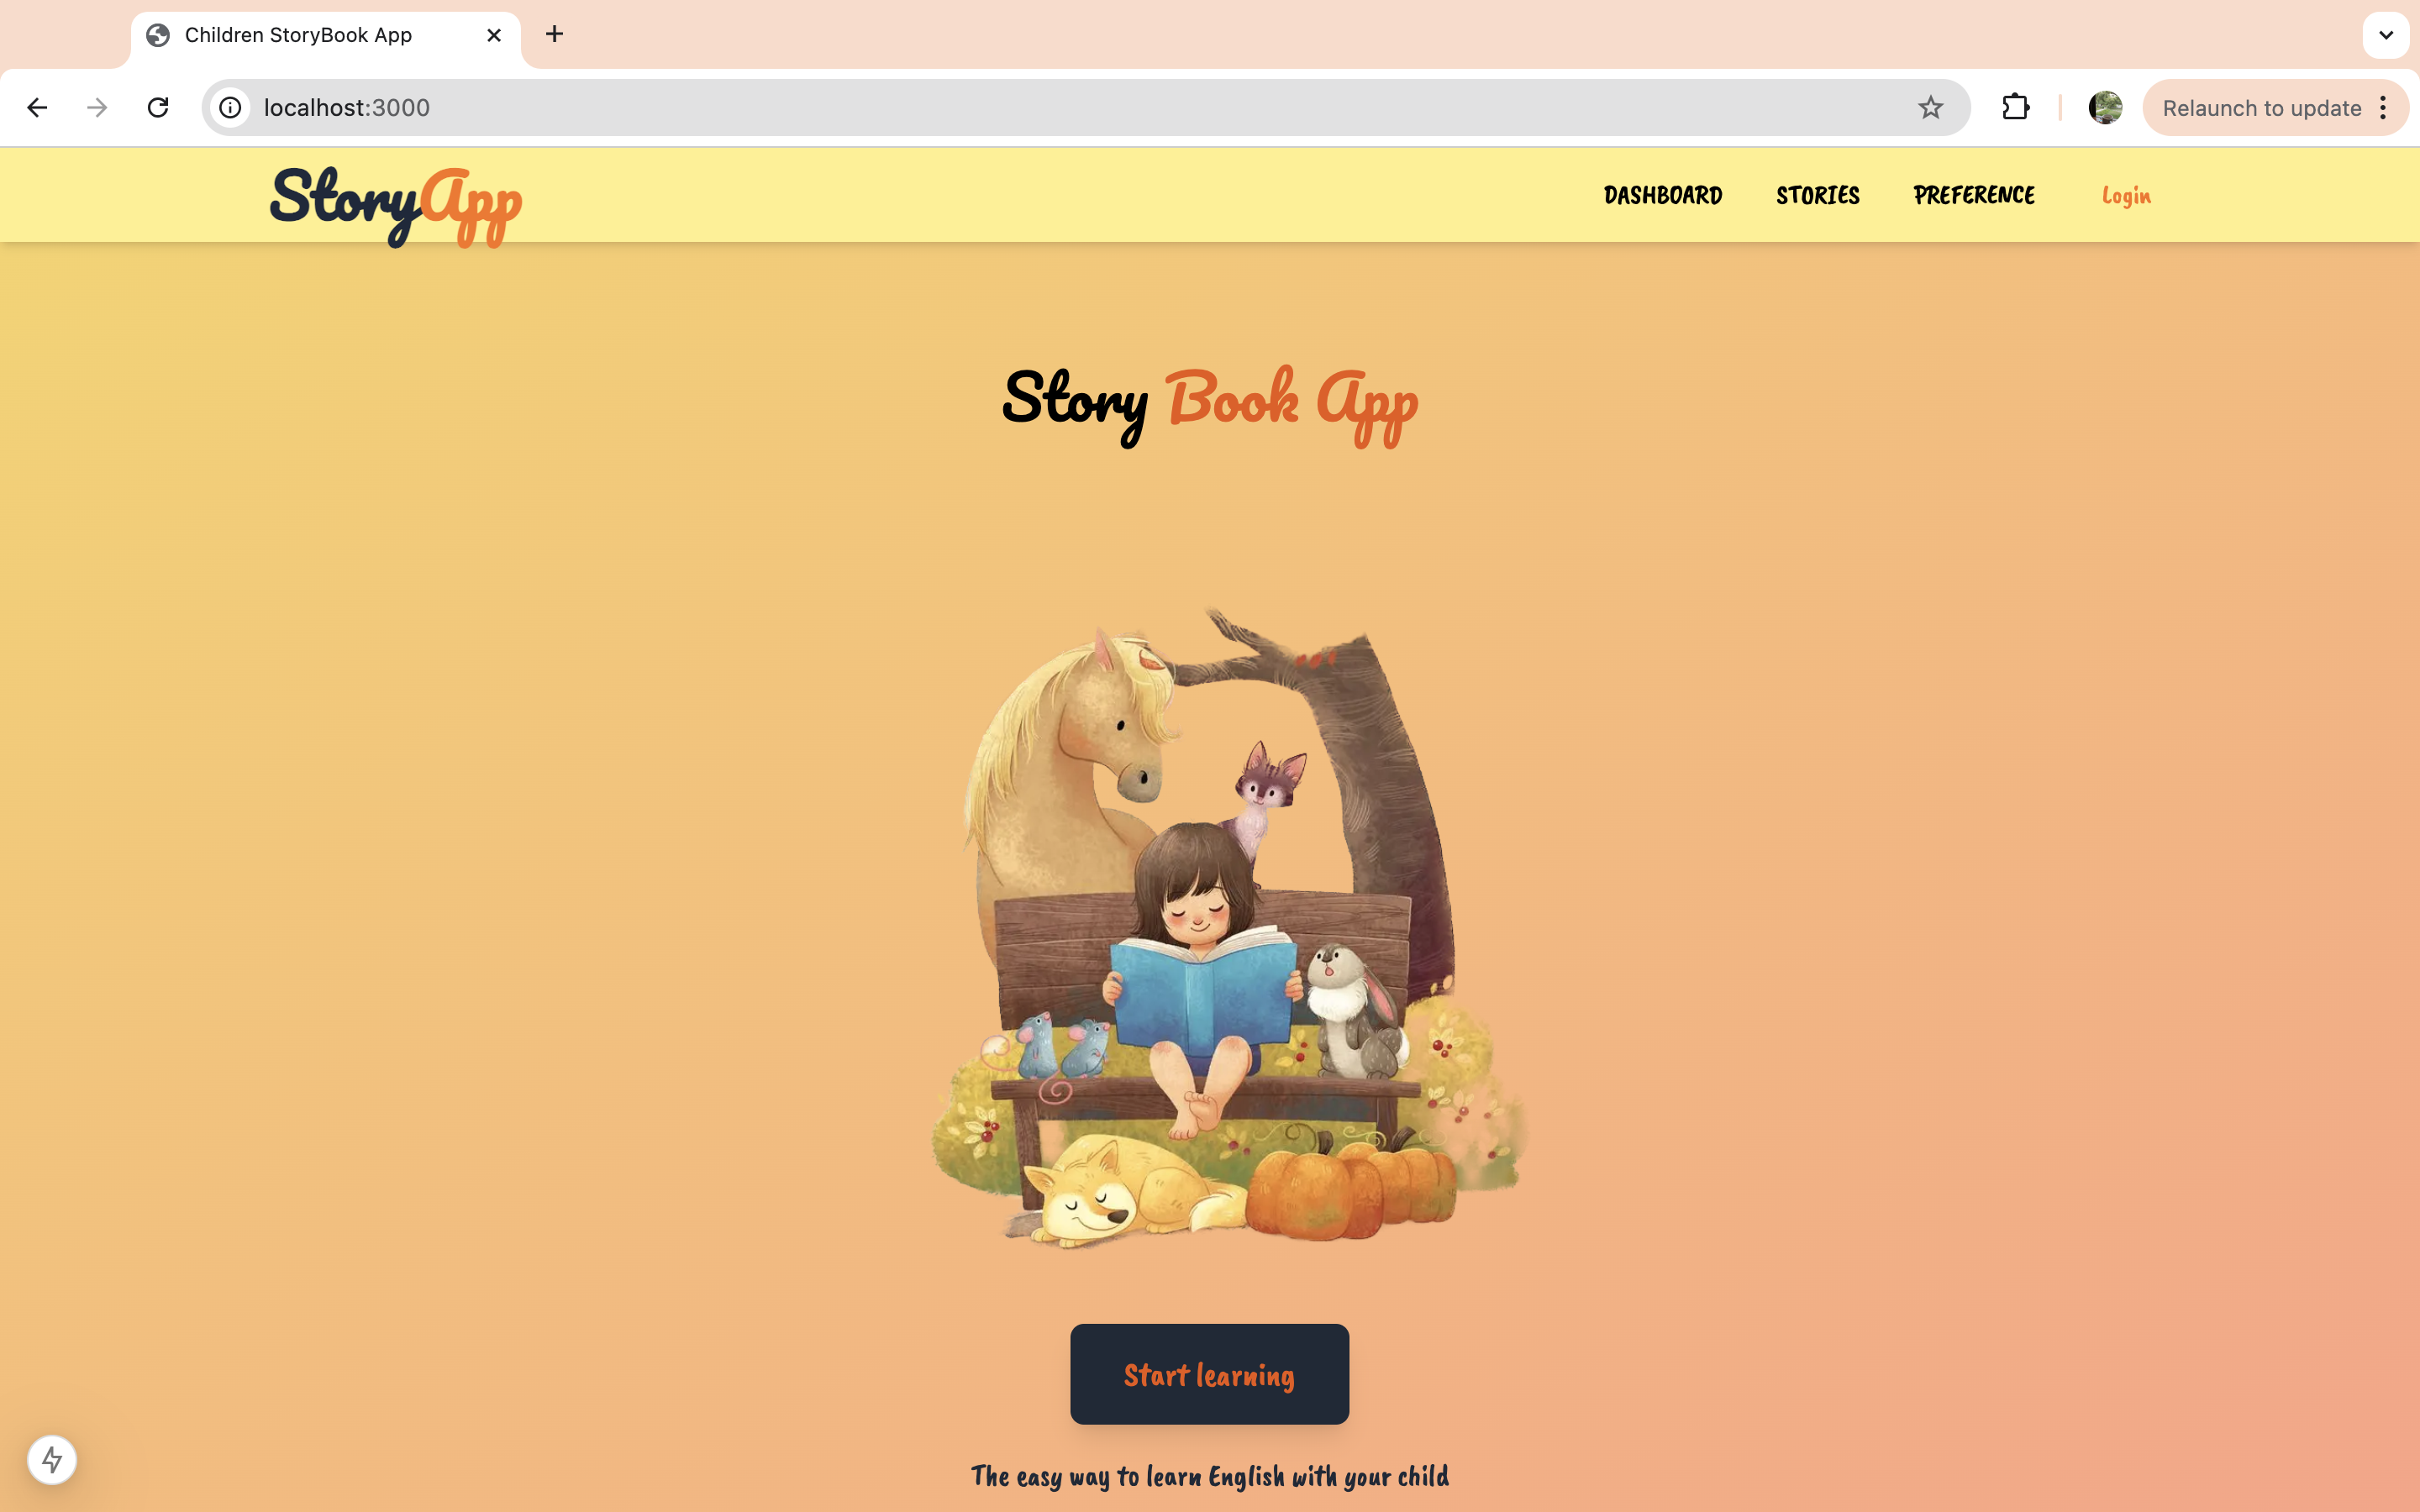 Children StoryBook App
localhost:3000
Relaunch to update
StoryApp
DASHBOARD STORIES PREFERENCE Login
Story Book App
Start learning
The easy way to learn English with your child